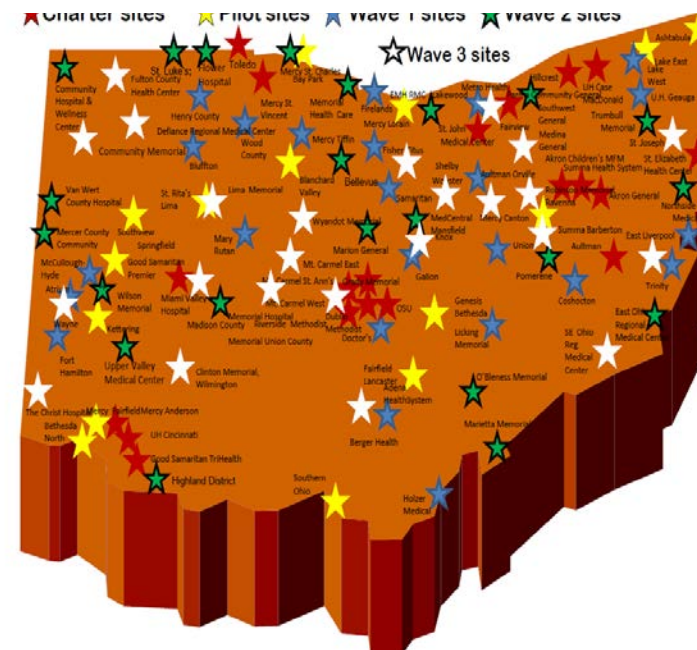 Charter sites
Pilot sites
Wave 1 sites
Wave 2 sites
Wave 3 sites
Ashtabula
St. Luke's
Flower
Hospital
Toledo
Mercy St. Charles
Bay Park
Lake East
Lake
West
Community
Hospital &
Wellness
Center
Fulton County
Health Center
Henry County
Mercy St.
Vincent
Memorial
Health Care
Firelands
EMH RMC
Lakewood
Metro Health
Hillcrest
UH Case
MacDonald
U.H. Geauga
Defiance Regional Medical Center
Wood
County
Mercy Tiffin
Mercy Lorain
St. John
Medical Center
Fairview
Southwest
General
Medina
General
Trumbull
Memorial
St. Joseph
Community Memorial
Bluffton
Fisher Titus
Bellevue
Shelby
Aultman Orville
Akron Children's MFM
Summa Health System
St. Elizabeth
Health Center
Van Wert
County Hospital
St. Rita's
Lima
Lima Memorial
Blanchard
Valley
Samaritan
Mercy Canton
Ravenna
Akron General
Northside
Mercer County
Community
Southview
Springfield
Mary
Rutan
Wyandot Memorial
Marion General
MedCentral
Mansfield
Knox
Summa Barberton
Aultman
East Liverpool
McCullough
Hyde
Atrium
Good Samaritan
Premier
Mt. Carmel East
Mt. Carmel St. Ann's
Grady Memorial
Galion
Union
Pomerene
Trinity
Wayne
Wilson
Memorial
Miami Valley
Hospital
Mt. Carmel West
Dublin
Methodist
OSU
Coshocton
Kettering
Madison County
Memorial Hospital
Riverside Methodist
Doctor's
Genesis
Bethesda
Licking
Memorial
East Ohio
Regional
Medical Center
Memorial Union County
Fort
Hamilton
Upper Valley
Medical Center
SE Ohio
Reg
Medical
Center
Clinton Memorial,
Wilmington
Fairfield
Lancaster
Adena
Health System
O'Bleness Memorial
The Christ Hospital
Mercy Fairfield
Mercy Anderson
Bethesda
North
UH Cincinnati
Berger Health
Marietta Memorial
Good Samaritan TriHealth
Highland District
Southern
Ohio
Holzer
Medical